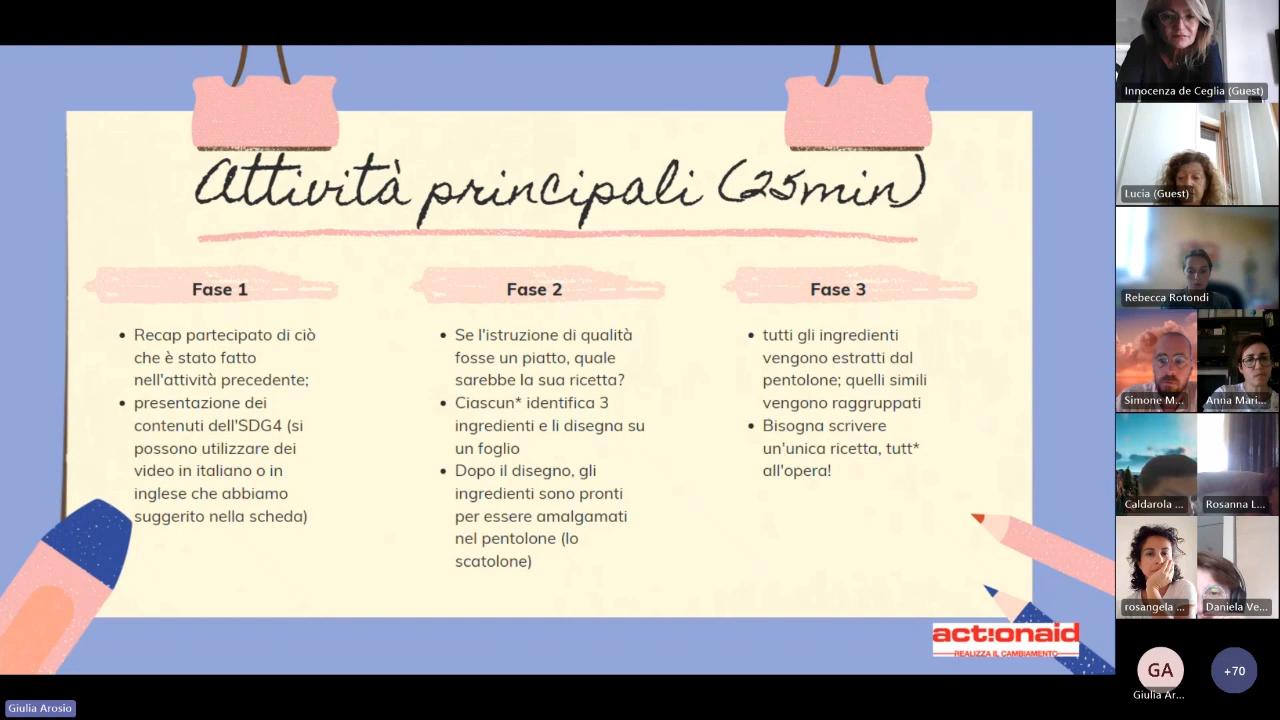 Attività principali (25min)
Fase 1
Recap partecipato di ciò
che è stato fatto
nell'attività precedente;
presentazione dei
contenuti dell'SDG4 (si
possono utilizzare dei
video in italiano o in
inglese che abbiamo
suggerito nella scheda)
Fase 2
Se l'istruzione di qualità
fosse un piatto, quale
sarebbe la sua ricetta?
Ciascun* identifica 3
ingredienti e li disegna su
un foglio
Dopo il disegno, gli
ingredienti sono pronti
per essere amalgamati
nel pentolone (lo
scatolone)
Fase 3
tutti gli ingredienti
vengono estratti dal
pentolone; quelli simili
vengono raggruppati
Bisogna scrivere
un'unica ricetta, tutt*
all'opera!
act!onaid
REALIZZA IL CAMBIAMENTO
Giulia Arosio
Innocenza de Ceglia (Guest)
Lucia (Guest)
Rebecca Rotondi
Simone M...
Anna Mari...
Caldarola ...
Rosanna L...
rosangela ...
Daniela Ve...
GA
Giulia Ar...
+70